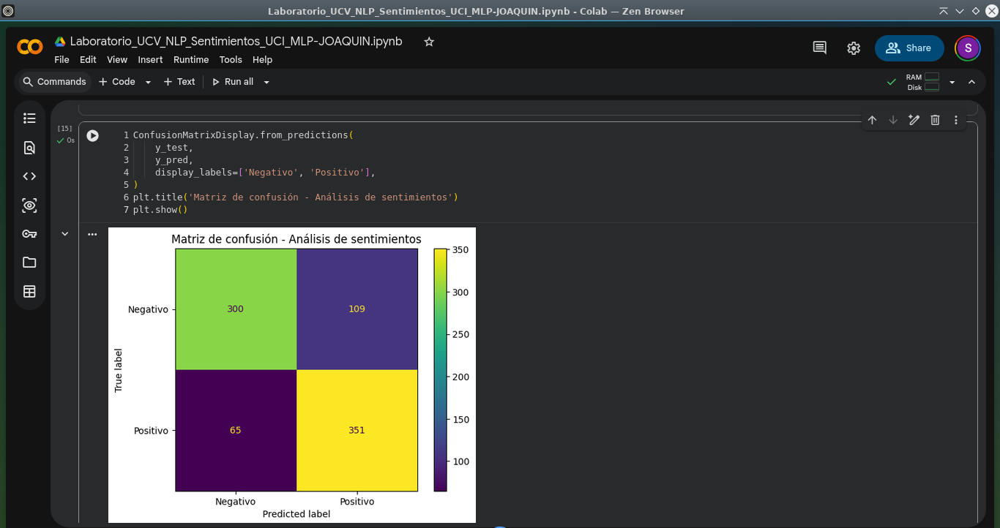 Laboratorio_UCV_NLP_Sentimientos_UCI_MLP-JOAQUIN.ipynb - Colab — Zen Browser
Laboratorio_UCV_NLP_Sentimientos_UCI_MLP-JOAQUIN.ipynb
File Edit View Insert Runtime Tools Help
Share
S
Commands + Code + Text Run all
RAM
Disk
[15]
0s
1 ConfusionMatrixDisplay.from_predictions(
2 y_test,
3 y_pred,
4 display_labels=['Negativo', 'Positivo'],
5 )
6 plt.title('Matriz de confusión - Análisis de sentimientos')
7 plt.show()
Matriz de confusión - Análisis de sentimientos
Negativo
Positivo
True label
300
109
65
351
Negativo
Positivo
Predicted label
350
300
250
200
150
100